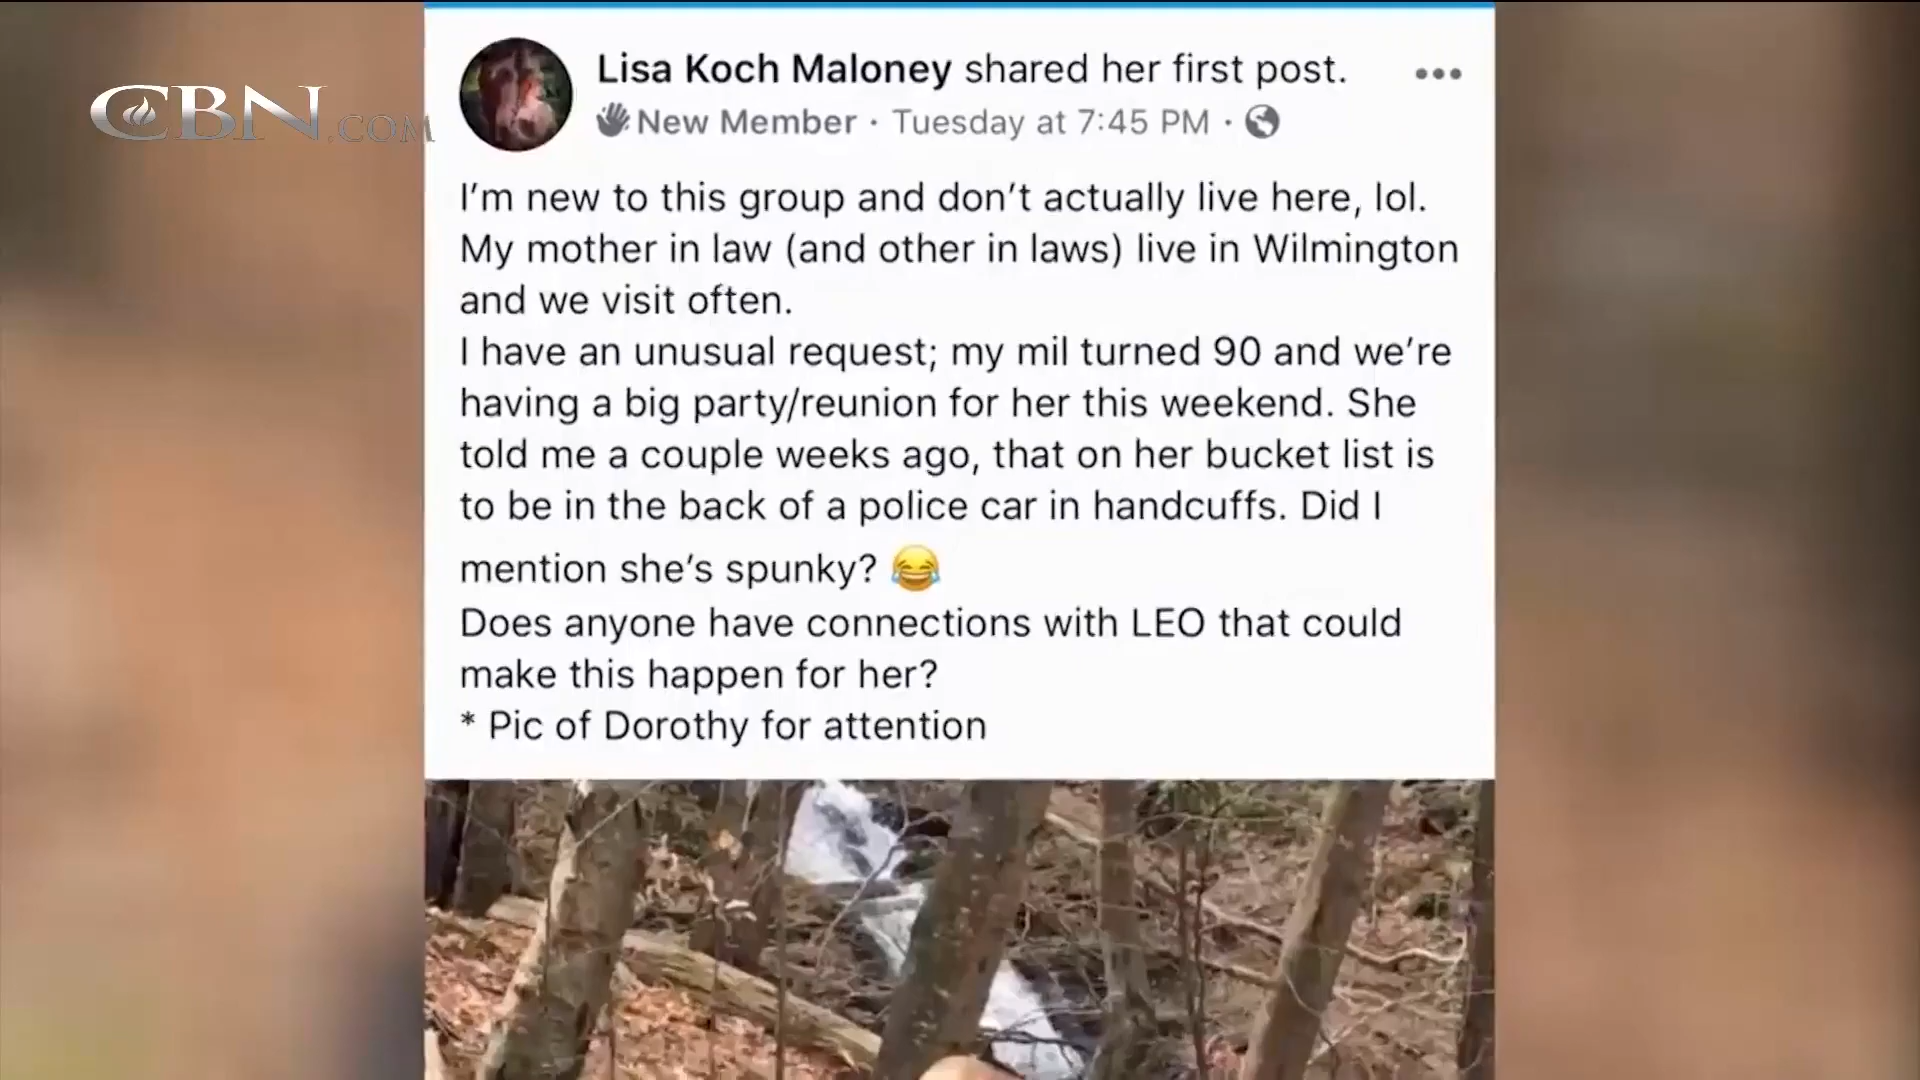 CBN.COM
Lisa Koch Maloney shared her first post.
New Member · Tuesday at 7:45 PM ·
I'm new to this group and don't actually live here, lol.
My mother in law (and other in laws) live in Wilmington
and we visit often.
I have an unusual request; my mil turned 90 and we're
having a big party/reunion for her this weekend. She
told me a couple weeks ago, that on her bucket list is
to be in the back of a police car in handcuffs. Did I
mention she's spunky? 😂
Does anyone have connections with LEO that could
make this happen for her?
* Pic of Dorothy for attention